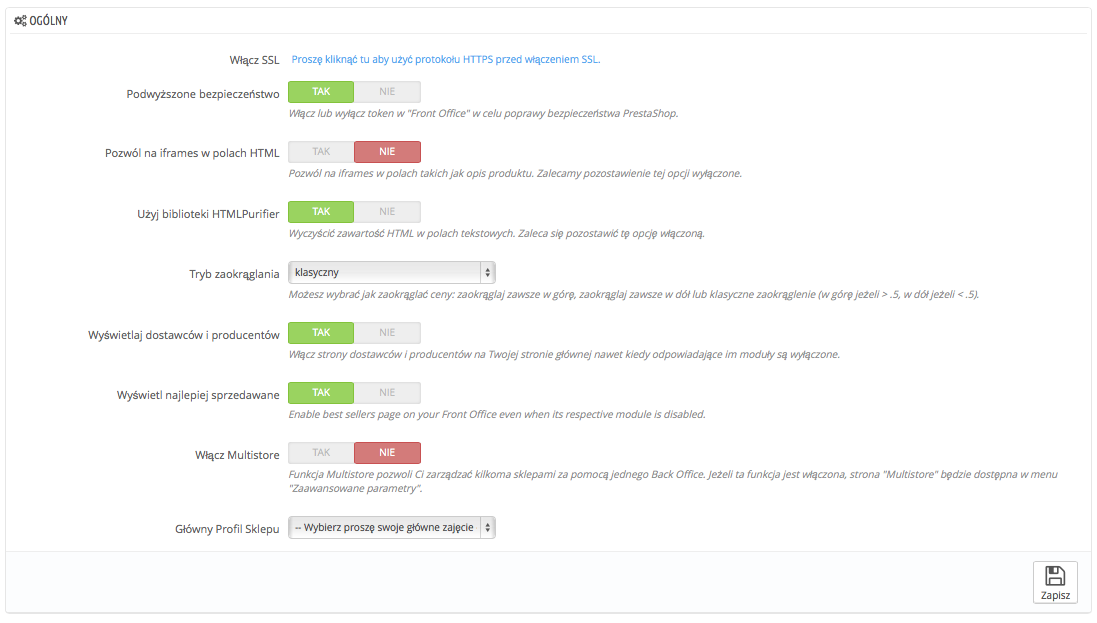 OGÓLNY
Włącz SSL Proszę kliknąć tu aby użyć protokołu HTTPS przed włączeniem SSL.
Podwyższone bezpieczeństwo TAK NIE
Włącz lub wyłącz token w "Front Office" w celu poprawy bezpieczeństwa PrestaShop.
Pozwól na iframes w polach HTML TAK NIE
Pozwól na iframes w polach takich jak opis produktu. Zalecamy pozostawienie tej opcji wyłączone.
Użyj biblioteki HTMLPurifier TAK NIE
Wyczyścić zawartość HTML w polach tekstowych. Zaleca się pozostawić tę opcję włączoną.
Tryb zaokrąglania klasyczny
Możesz wybrać jak zaokrąglać ceny: zaokrąglaj zawsze w górę, zaokrąglaj zawsze w dół lub klasyczne zaokrąglenie (w górę jeżeli > .5, w dół jeżeli < .5).
Wyświetlaj dostawców i producentów TAK NIE
Włącz strony dostawców i producentów na Twojej stronie głównej nawet kiedy odpowiadające im moduły są wyłączone.
Wyświetl najlepiej sprzedawane TAK NIE
Enable best sellers page on your Front Office even when its respective module is disabled.
Włącz Multistore TAK NIE
Funkcja Multistore pozwoli Ci zarządzać kilkoma sklepami za pomocą jednego Back Office. Jeżeli ta funkcja jest włączona, strona "Multistore" będzie dostępna w menu
"Zaawansowane parametry".
Główny Profil Sklepu -- Wybierz proszę swoje główne zajęcie
Zapisz